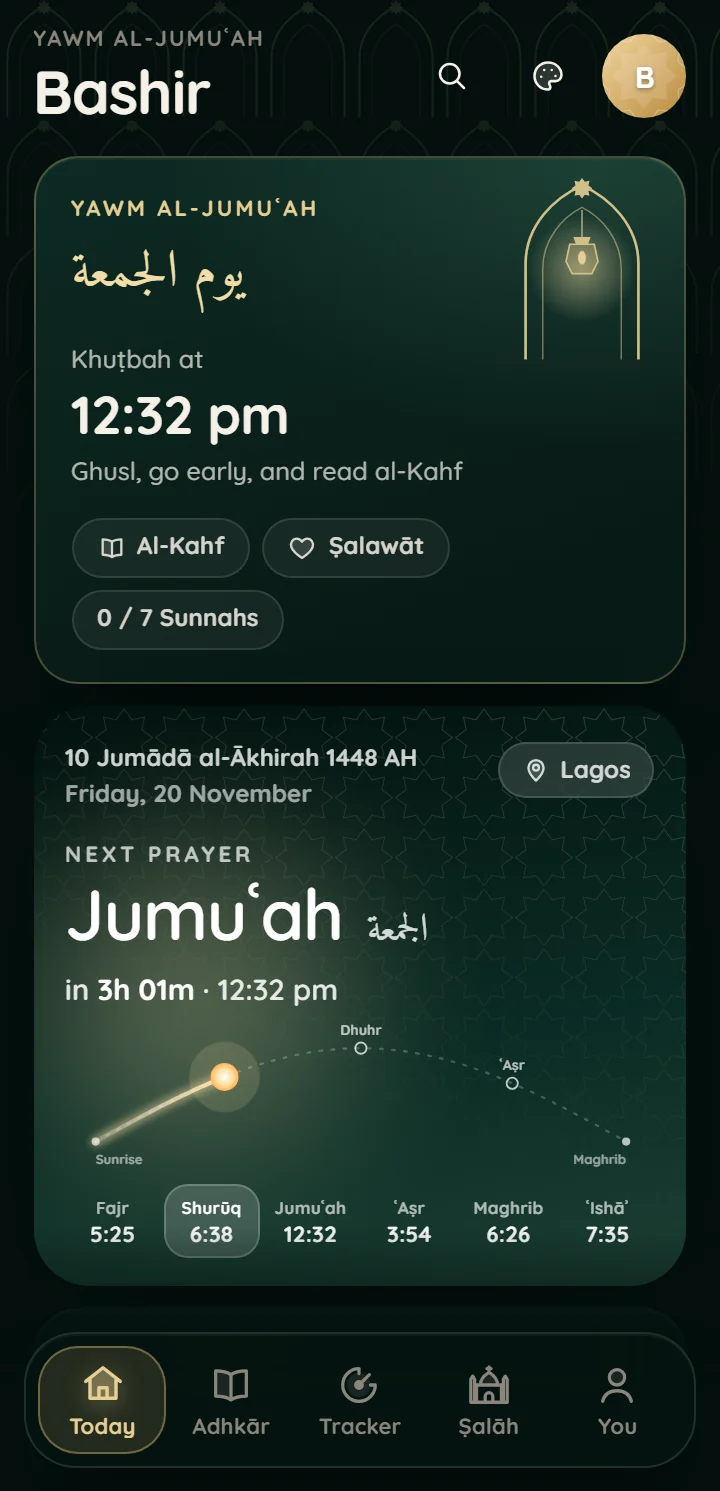 YAWM AL-JUMUʿAH
Bashir
B
YAWM AL-JUMUʿAH
يوم الجمعة
Khuṭbah at
12:32 pm
Ghusl, go early, and read al-Kahf
Al-Kahf
Ṣalawāt
0 / 7 Sunnahs
10 Jumādā al-Ākhirah 1448 AH
Lagos
Friday, 20 November
NEXT PRAYER
Jumuʿah الجمعة
in 3h 01m · 12:32 pm
Dhuhr
ʿAṣr
Sunrise
Maghrib
Fajr Shurūq Jumuʿah ʿAṣr Maghrib ʿIshāʾ
5:25 6:38 12:32 3:54 6:26 7:35
Today Adhkār Tracker Ṣalāh You